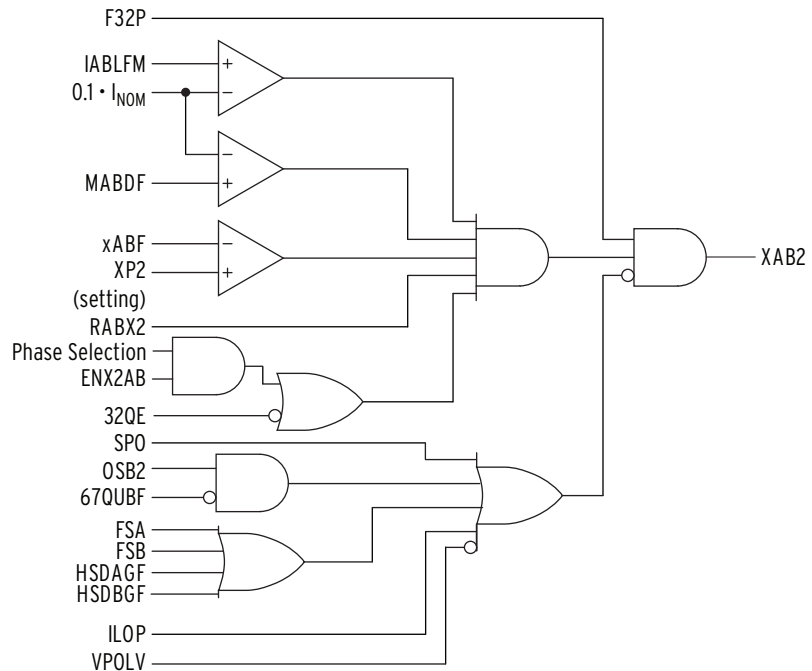 F32P
IABLFM
+
0.1 • INOM
−
−
MABDF
+
xABF
−
XP2
+
XAB2
(setting)
RABX2
Phase Selection
ENX2AB
32QE
SPO
OSB2
67QUBF
FSA
FSB
HSDAGF
HSDBGF
ILOP
VPOLV